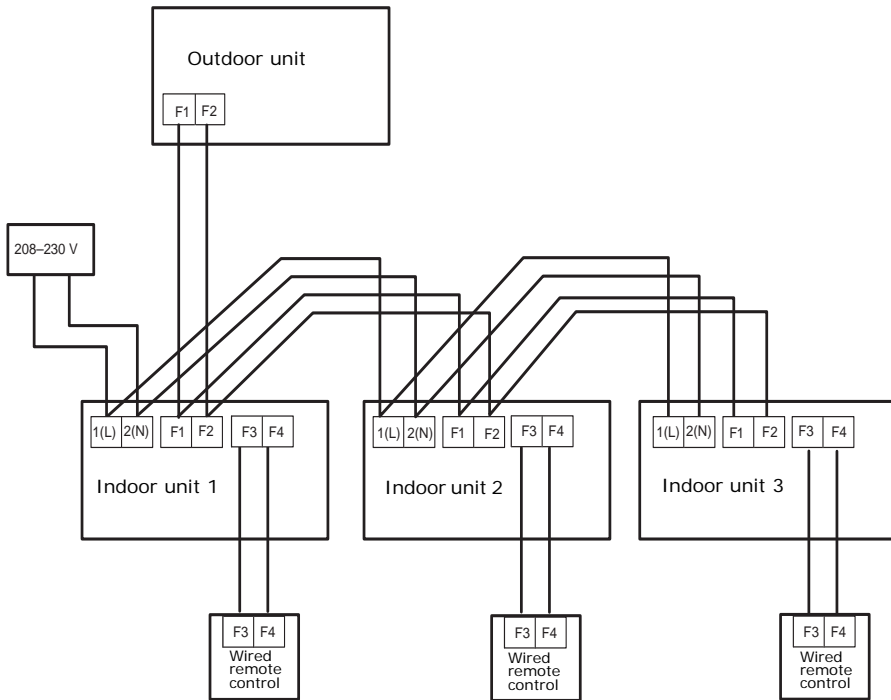 Outdoor unit
F1 F2
208–230 V
1(L) 2(N) F1 F2 F3 F4
Indoor unit 1
1(L) 2(N) F1 F2 F3 F4
Indoor unit 2
1(L) 2(N) F1 F2 F3 F4
Indoor unit 3
F3 F4
Wired
remote
control
F3 F4
Wired
remote
control
F3 F4
Wired
remote
control